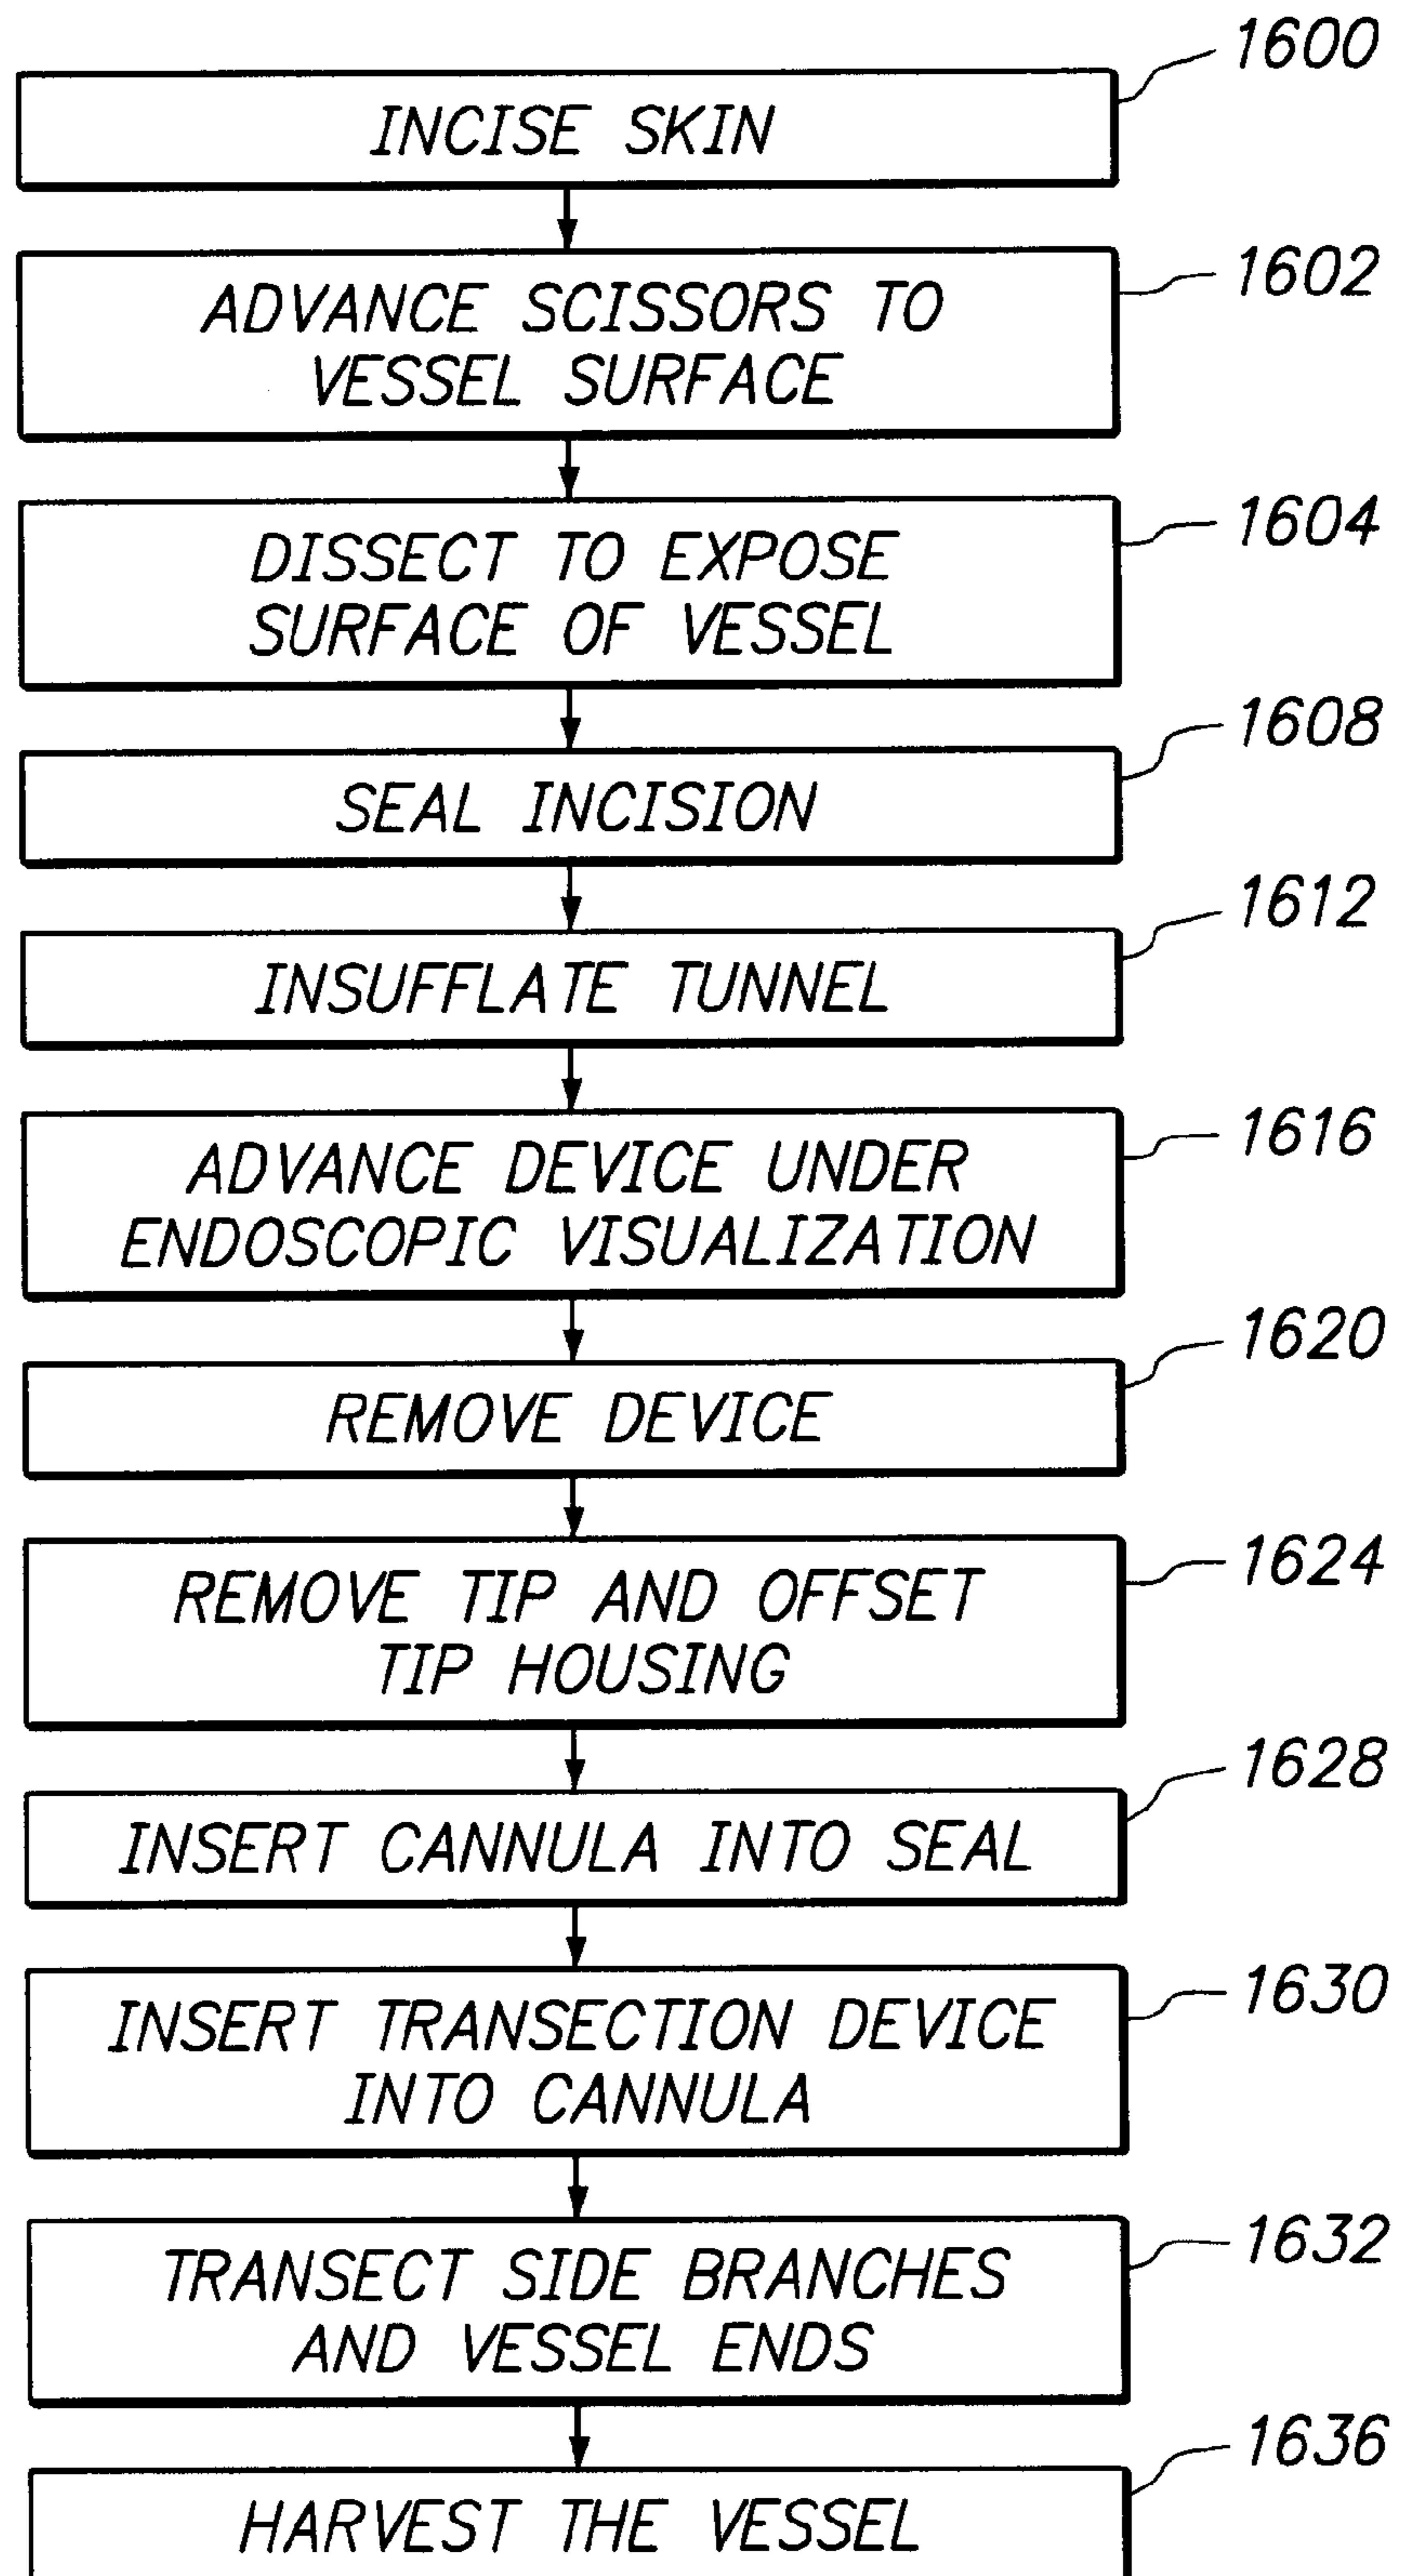 1600
INCISE SKIN
1602
ADVANCE SCISSORS TO
VESSEL SURFACE
1604
DISSECT TO EXPOSE
SURFACE OF VESSEL
1608
SEAL INCISION
1612
INSUFFLATE TUNNEL
1616
ADVANCE DEVICE UNDER
ENDOSCOPIC VISUALIZATION
1620
REMOVE DEVICE
1624
REMOVE TIP AND OFFSET
TIP HOUSING
1628
INSERT CANNULA INTO SEAL
1630
INSERT TRANSECTION DEVICE
INTO CANNULA
1632
TRANSECT SIDE BRANCHES
AND VESSEL ENDS
1636
HARVEST THE VESSEL